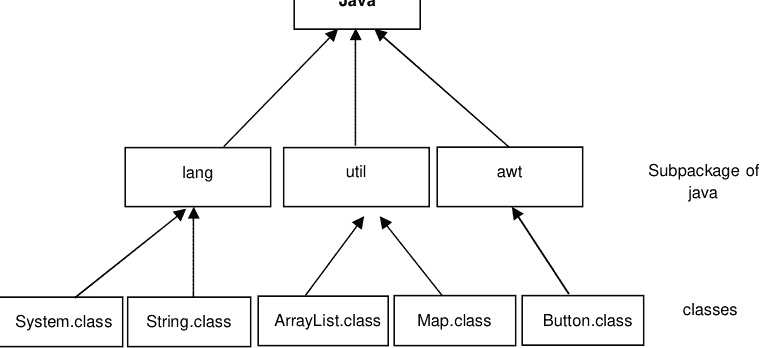 Java
lang
util
awt
Subpackage of
java
System.class
String.class
ArrayList.class
Map.class
Button.class
classes